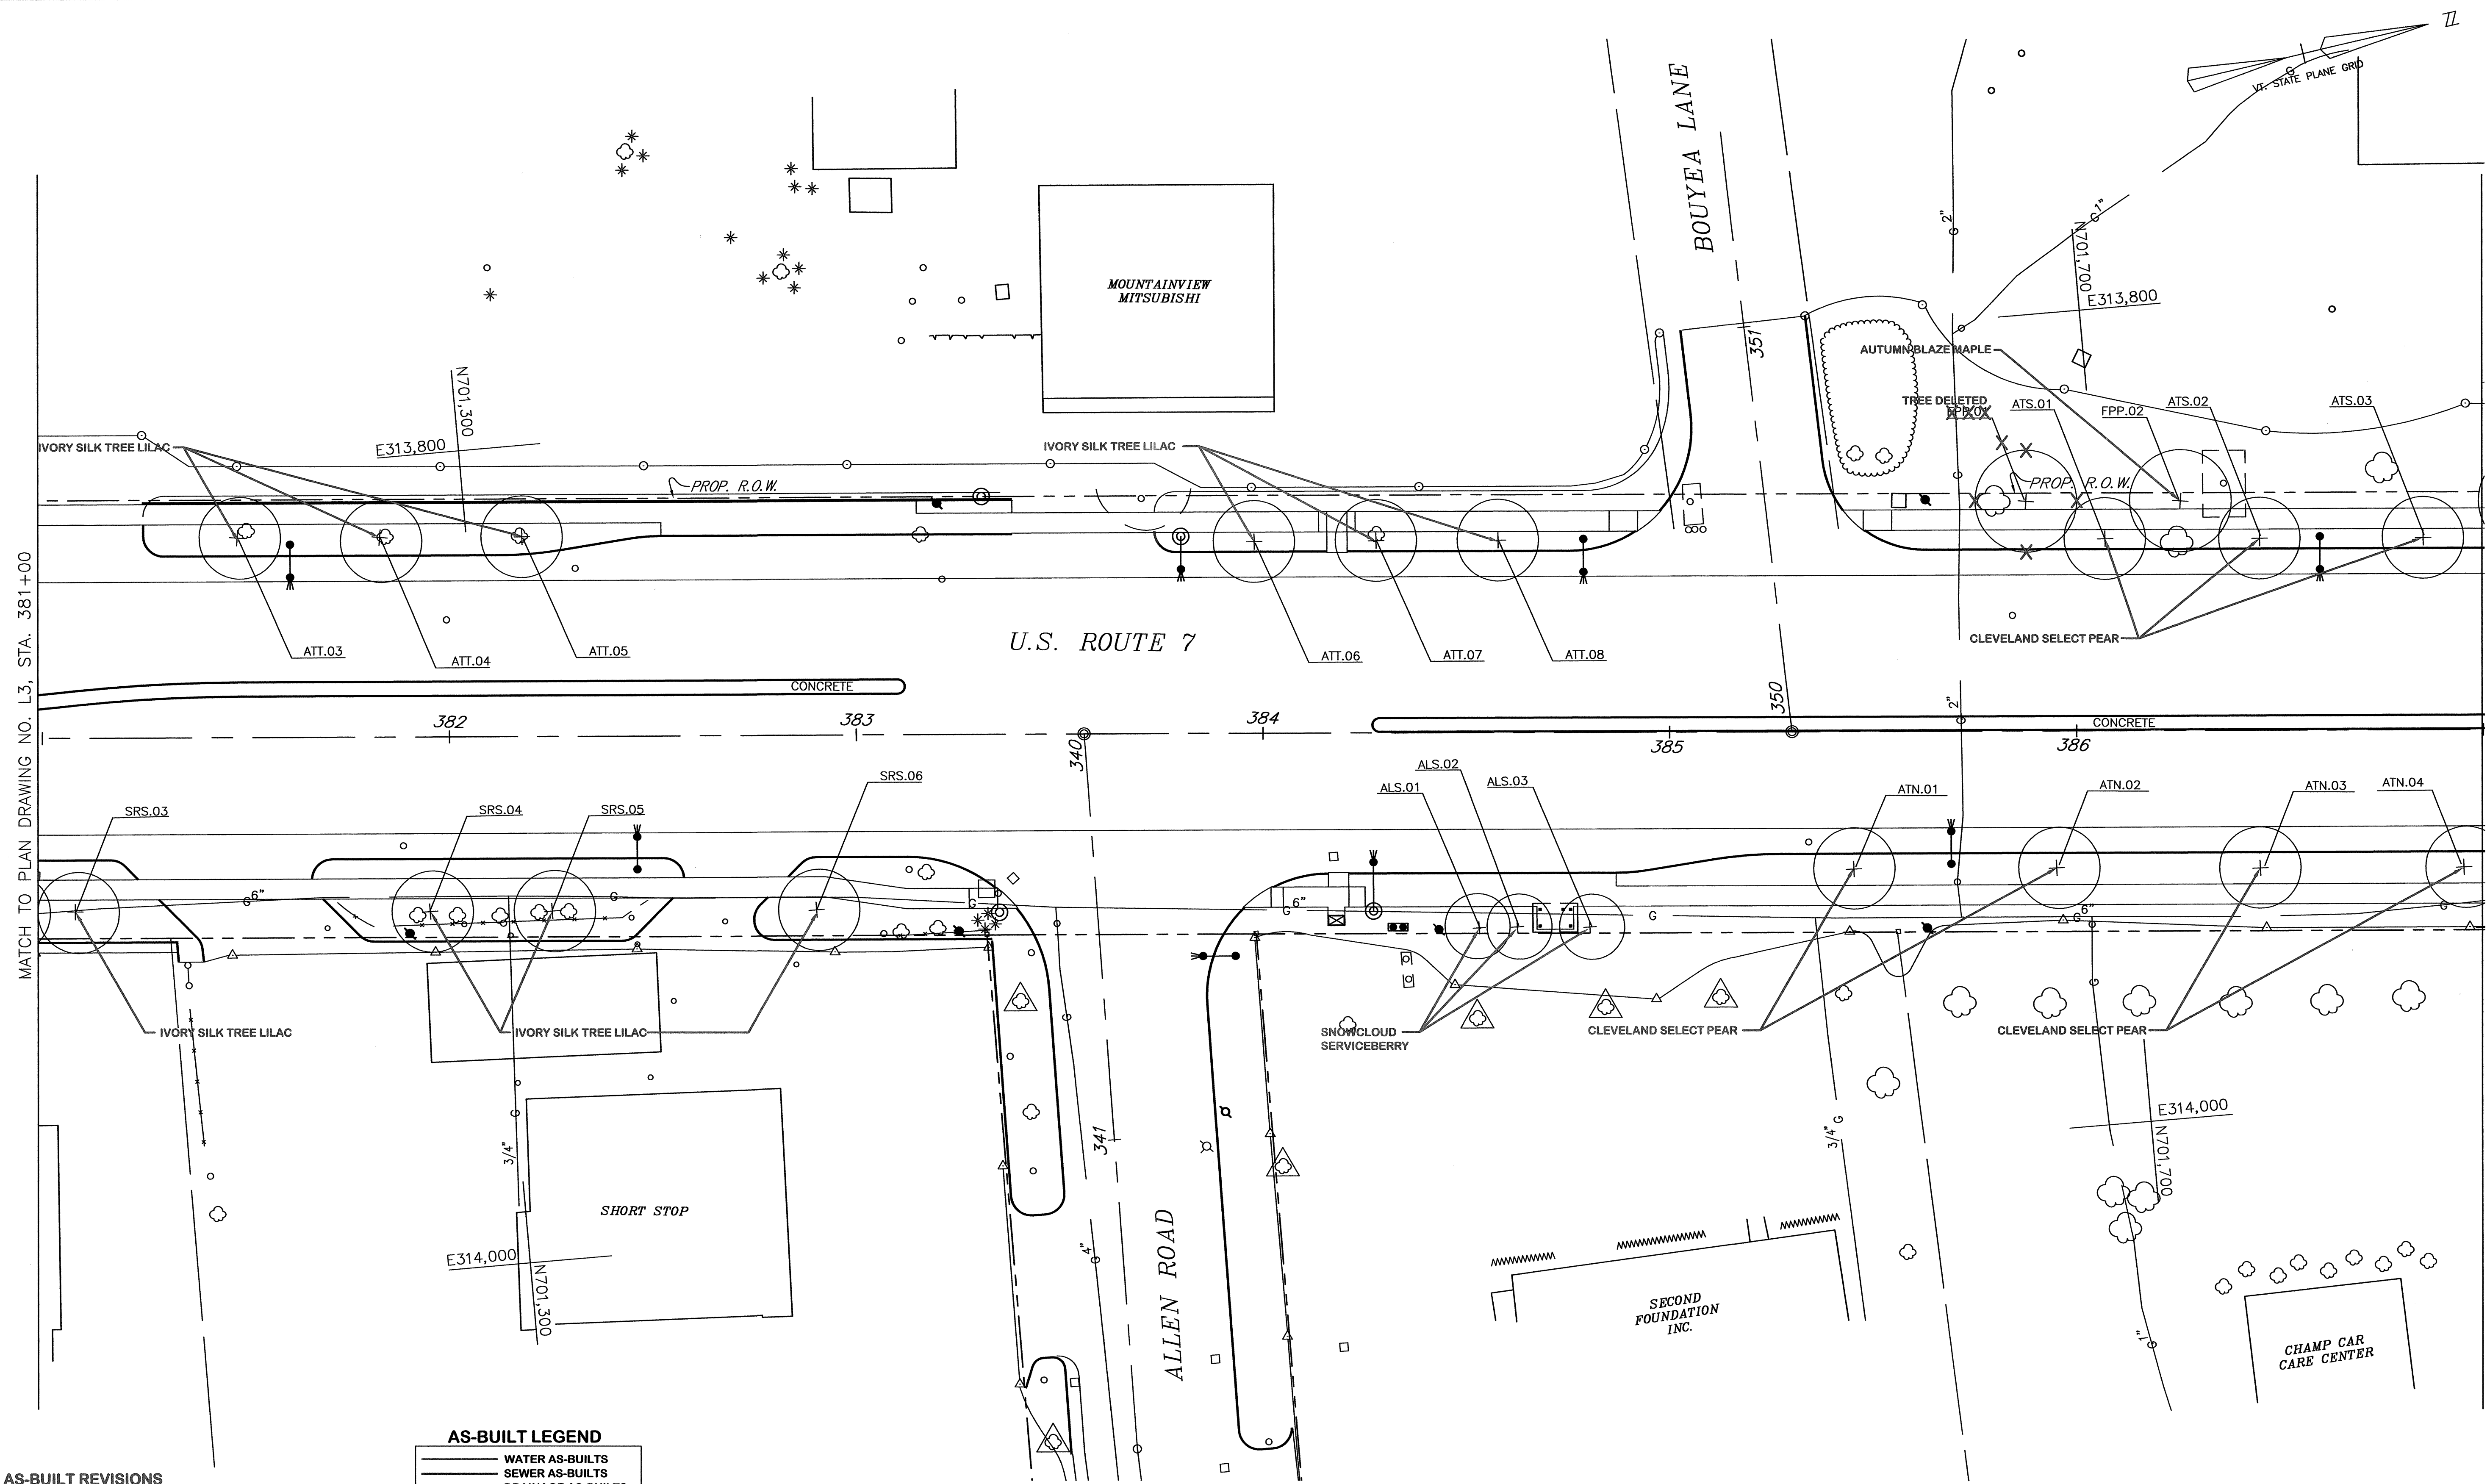 Z
VT. STATE PLANE GRID
G
BOUYEA LANE
G 2"
G 1"
N701,700
E313,800
MOUNTAINVIEW
MITSUBISHI
351
AUTUMN BLAZE MAPLE
TREE DELETED
FPP.01
ATS.01
FPP.02
ATS.02
ATS.03
N701,300
E313,800
IVORY SILK TREE LILAC
IVORY SILK TREE LILAC
G
PROP. R.O.W.
PROP. R.O.W.
ATT.03
ATT.04
ATT.05
U.S. ROUTE 7
ATT.06
ATT.07
ATT.08
CLEVELAND SELECT PEAR
MATCH TO PLAN DRAWING NO. L3, STA. 381+00
CONCRETE
350
G 2"
CONCRETE
382
383
384
385
386
340
SRS.03
SRS.04
SRS.05
SRS.06
ALS.01
ALS.02
ALS.03
ATN.01
ATN.02
ATN.03
ATN.04
G 6"
G
G
G 6"
G
G 6"
G
IVORY SILK TREE LILAC
IVORY SILK TREE LILAC
SNOWCLOUD
SERVICEBERRY
CLEVELAND SELECT PEAR
CLEVELAND SELECT PEAR
G
G
3/4" G
341
3/4" G
E314,000
N701,700
SHORT STOP
E314,000
N701,300
G 4"
ALLEN ROAD
SECOND
FOUNDATION
INC.
G 1"
CHAMP CAR
CARE CENTER
AS-BUILT LEGEND
WATER AS-BUILTS
SEWER AS-BUILTS
DRAINAGE AS-BUILTS
AS-BUILT REVISIONS